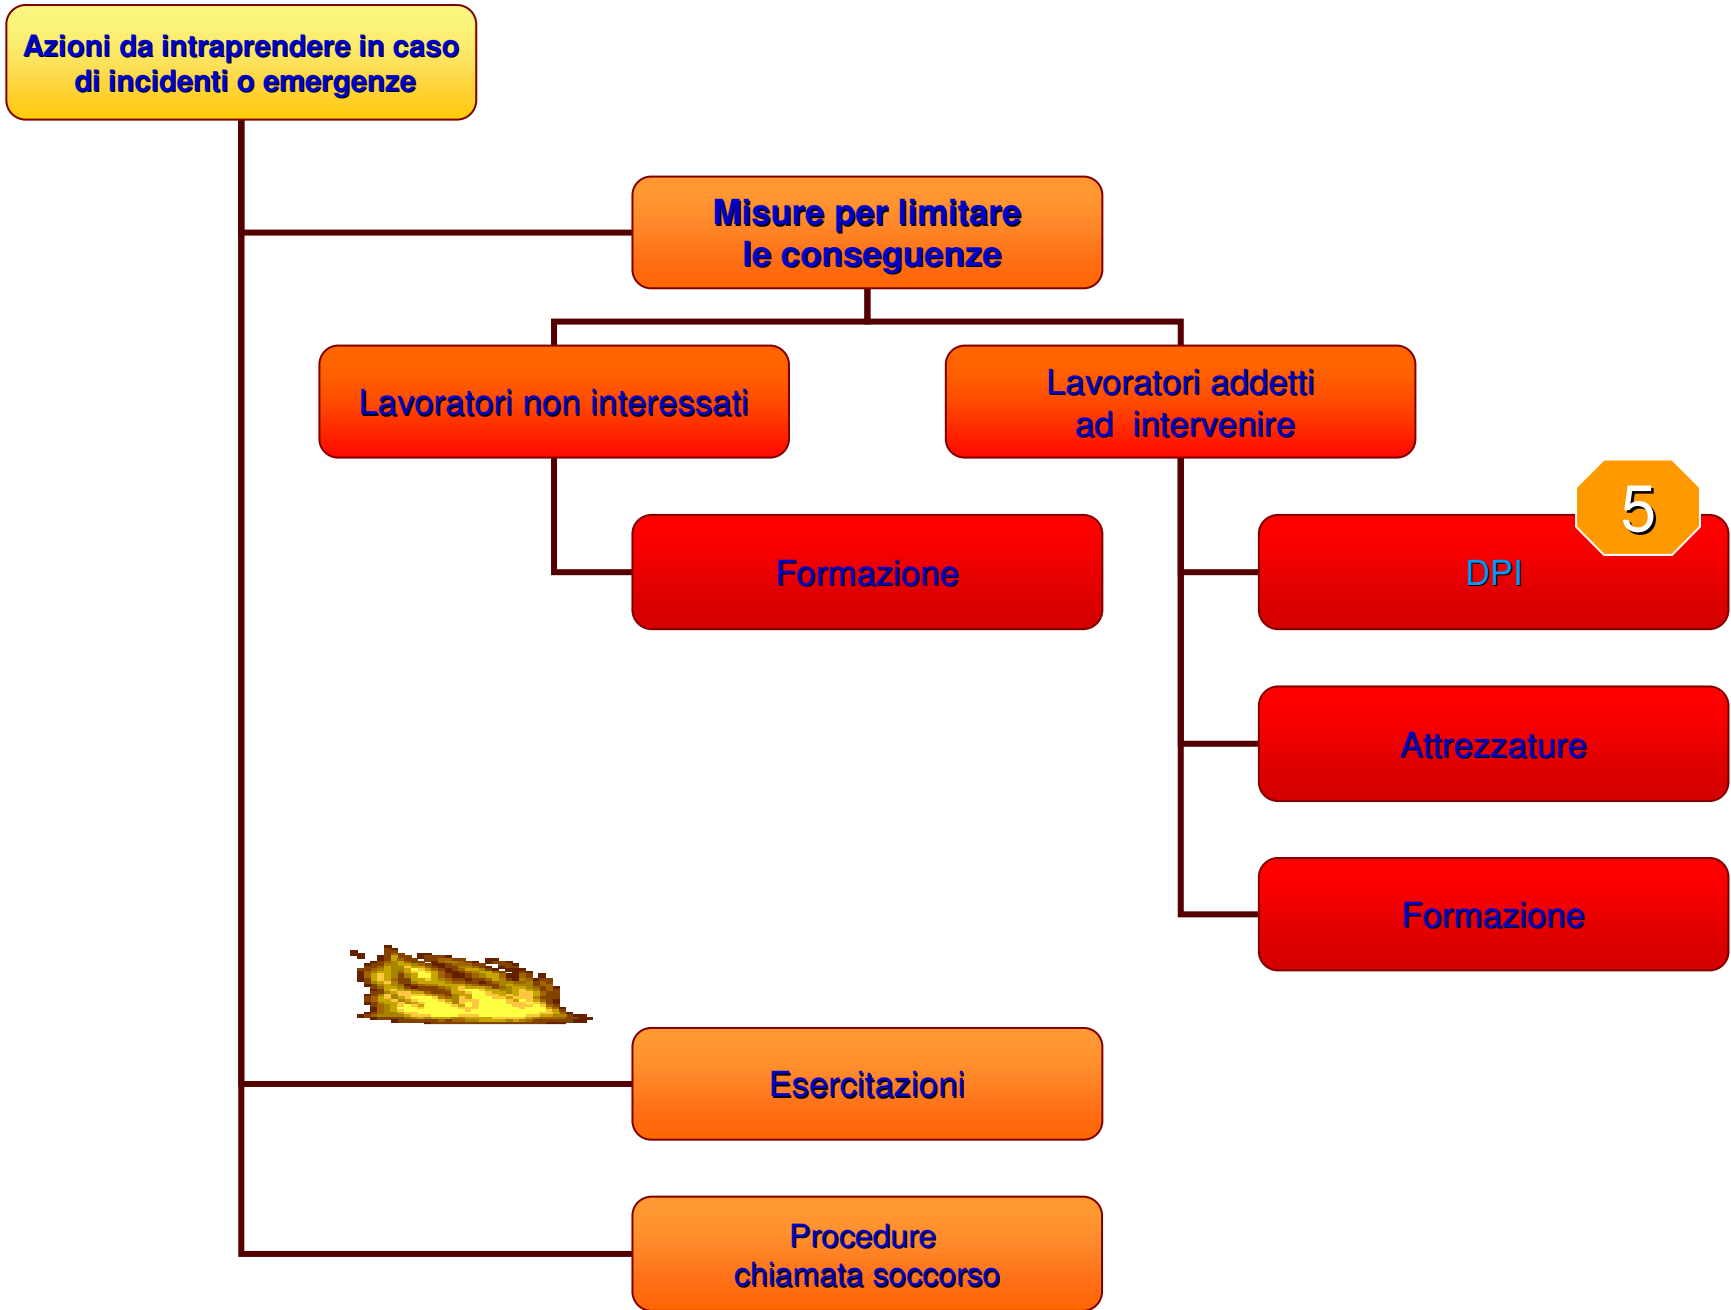 Azioni da intraprendere in caso
di incidenti o emergenze
Misure per limitare
le conseguenze
Lavoratori non interessati
Lavoratori addetti
ad intervenire
5
Formazione
DPI
Attrezzature
Formazione
Esercitazioni
Procedure
chiamata soccorso